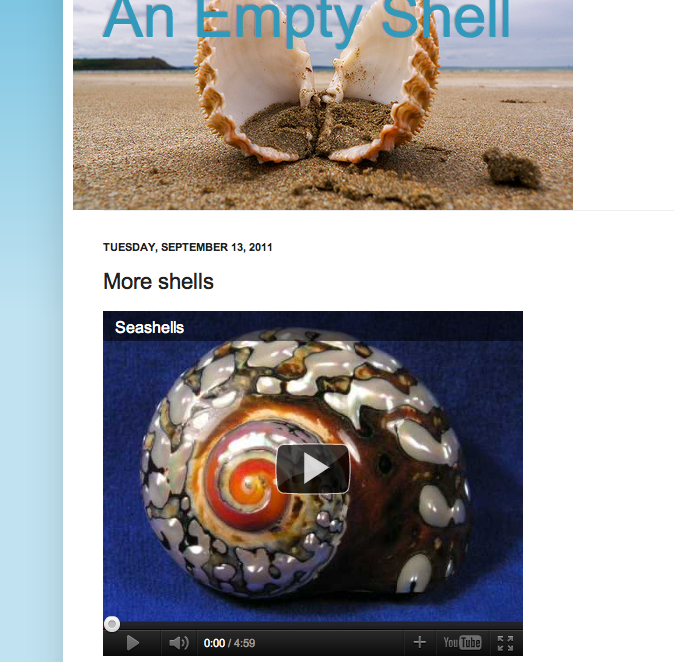 An Empty Shell
TUESDAY, SEPTEMBER 13, 2011
More shells
Seashells
0:00 / 4:59
YouTube